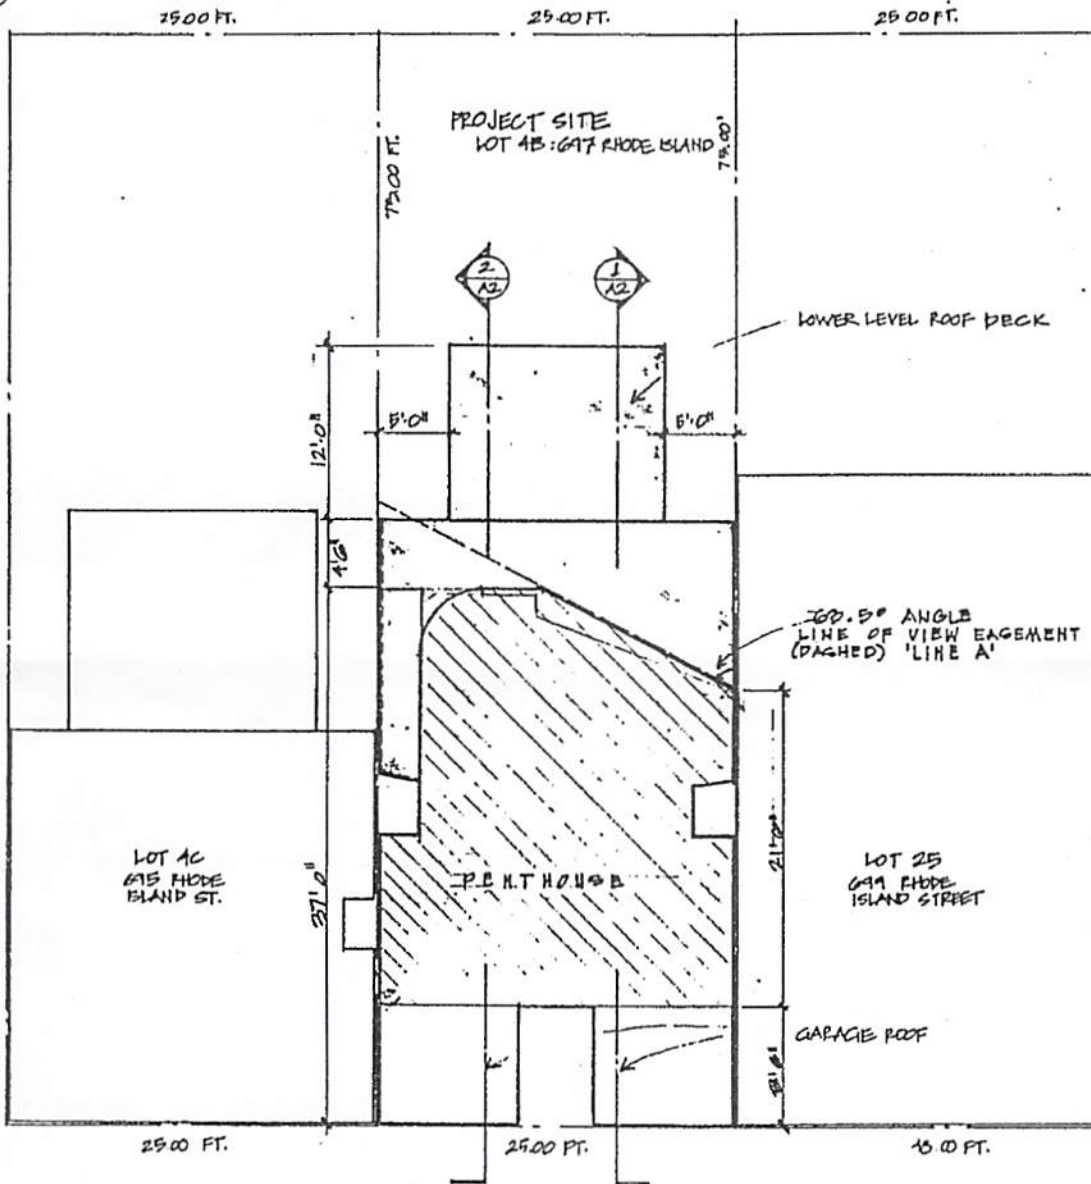 25.00 FT.
25.00 FT.
25.00 FT.
PROJECT SITE
LOT 4B: 697 RHODE ISLAND
75.00 FT.
75.00'
2
A2
1
A2
LOWER LEVEL ROOF DECK
5'-0"
5'-0"
12'-0"
4'6"
ANGLE
LINE OF VIEW EASEMENT
(DASHED) 'LINE A'
LOT 4C
695 RHODE
ISLAND ST.
37'0"
PENTHOUSE
LOT 25
699 RHODE
ISLAND STREET
GARAGE ROOF
25.00 FT.
25.00 FT.